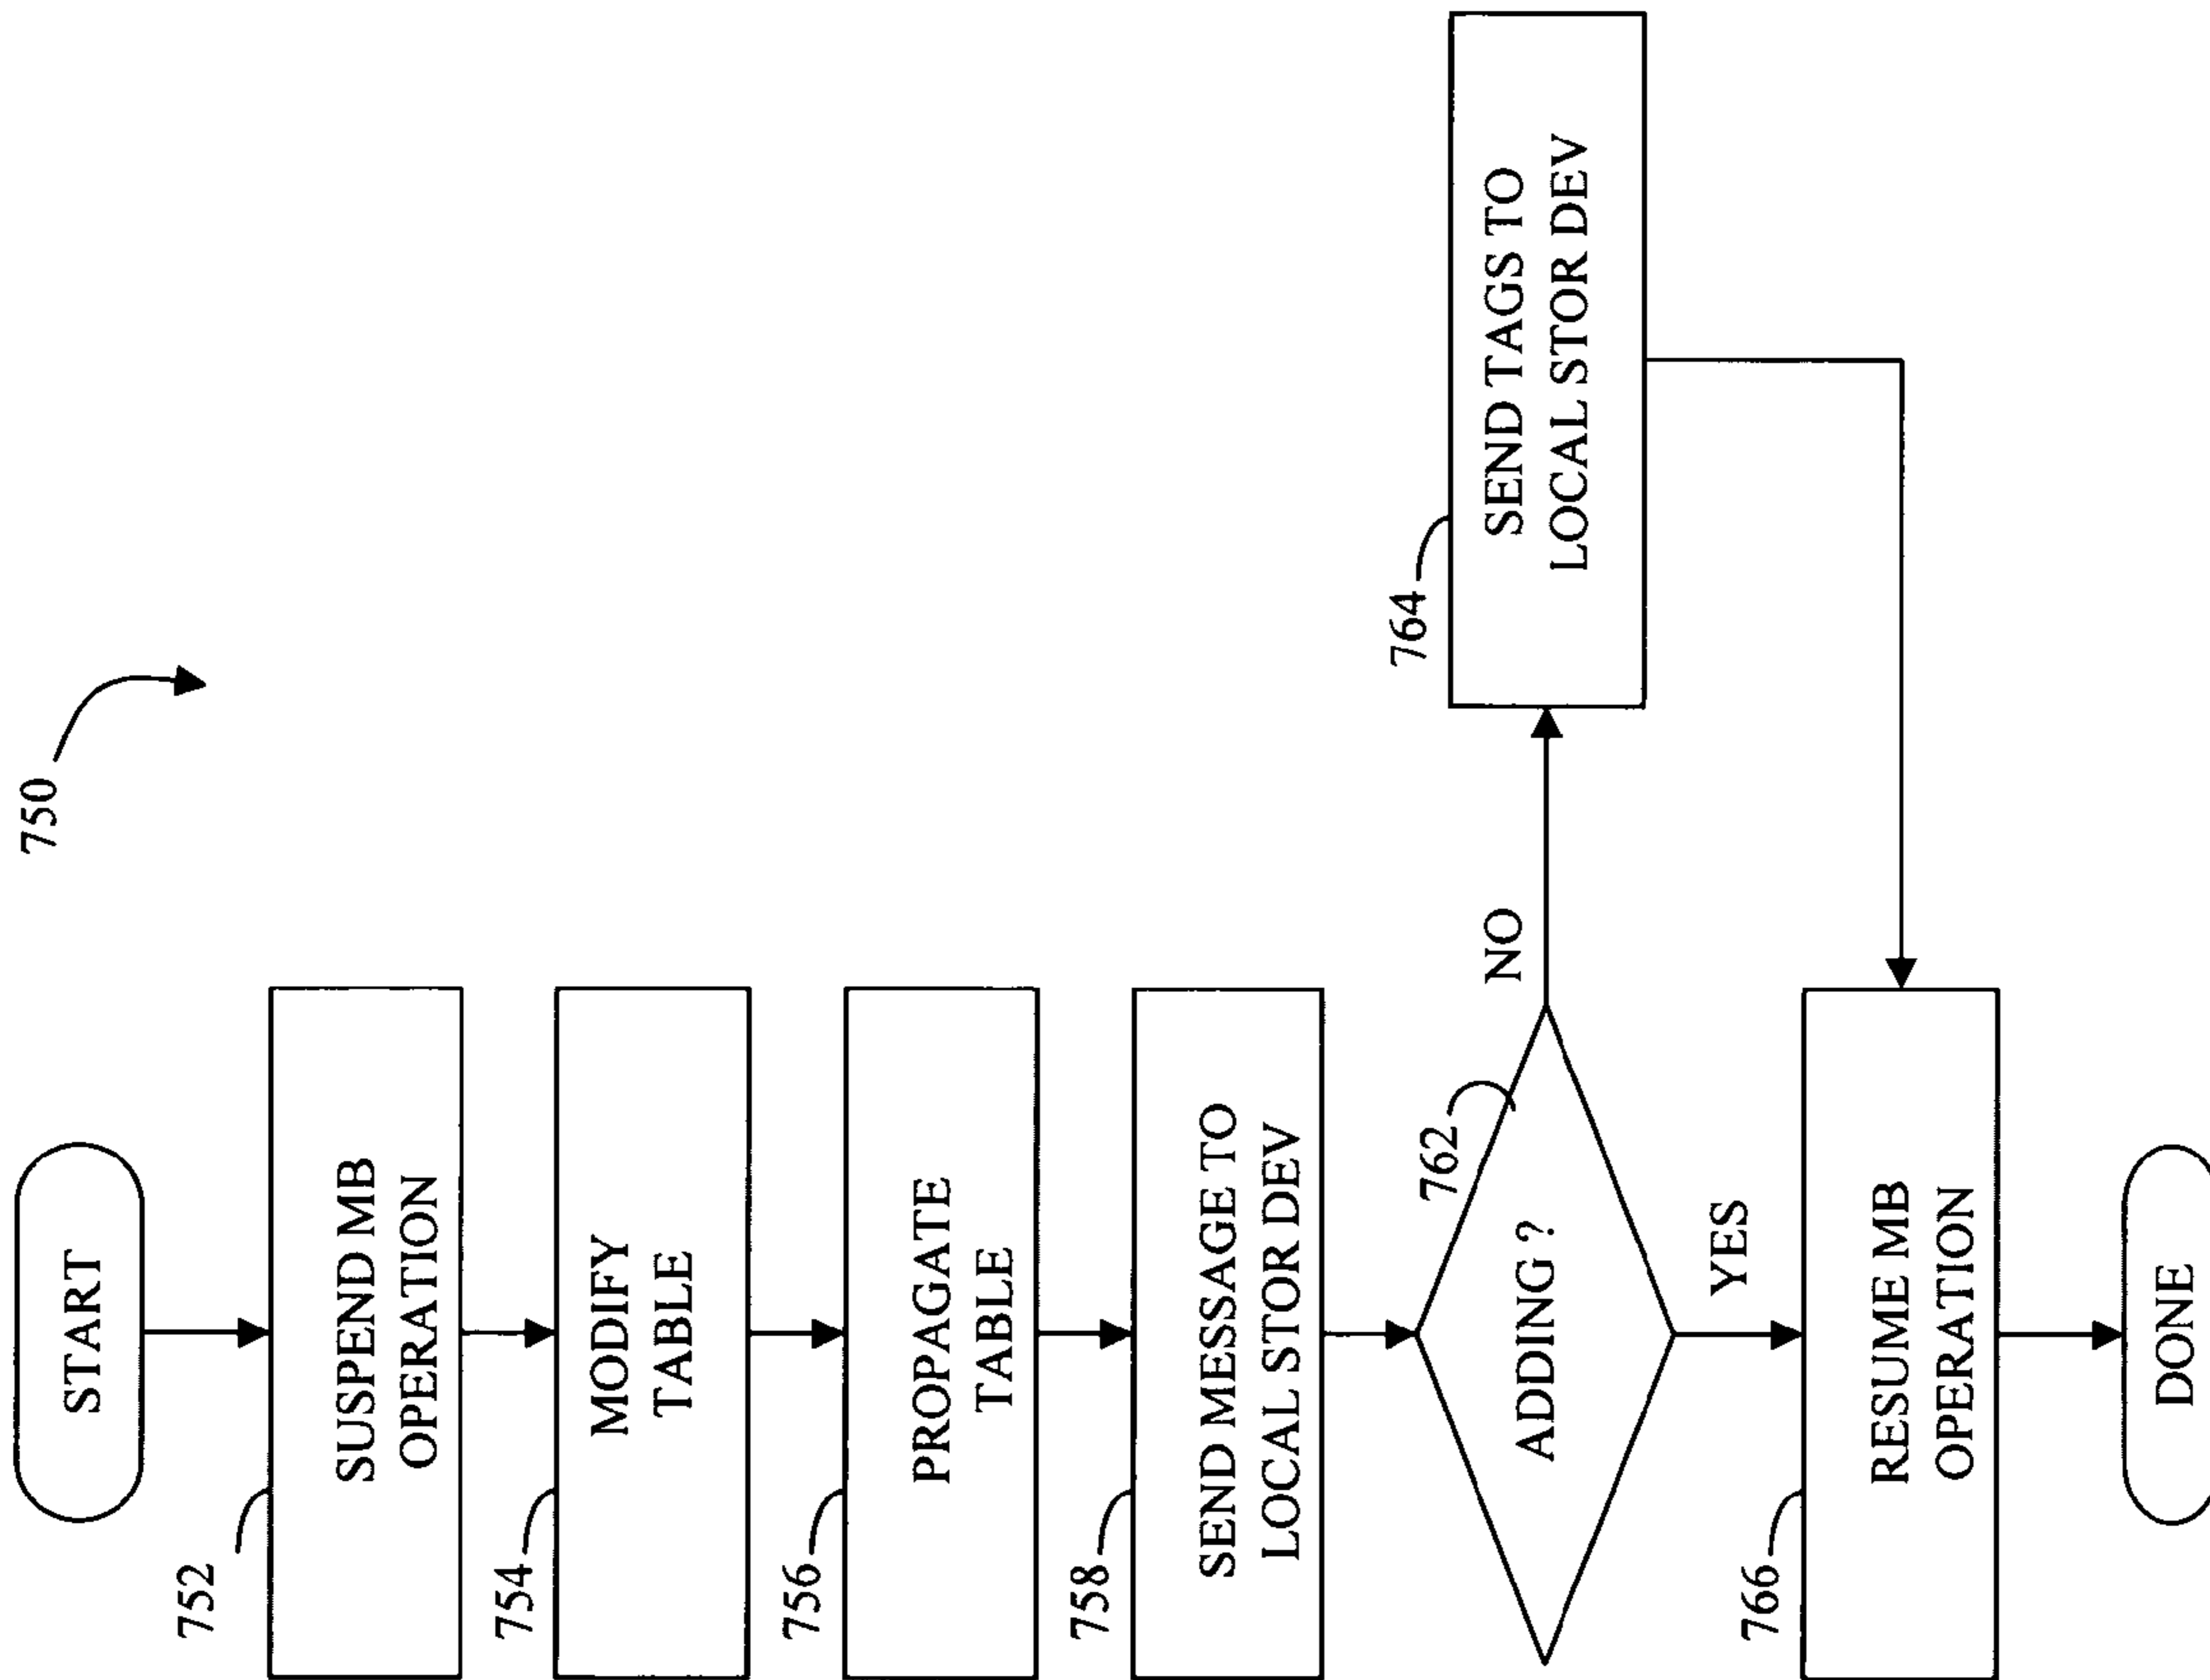 750
START
752
SUSPEND MB
OPERATION
754
MODIFY
TABLE
756
PROPAGATE
TABLE
758
SEND MESSAGE TO
LOCAL STOR DEV
762
ADDING ?
NO
764
SEND TAGS TO
LOCAL STOR DEV
YES
766
RESUME MB
OPERATION
DONE